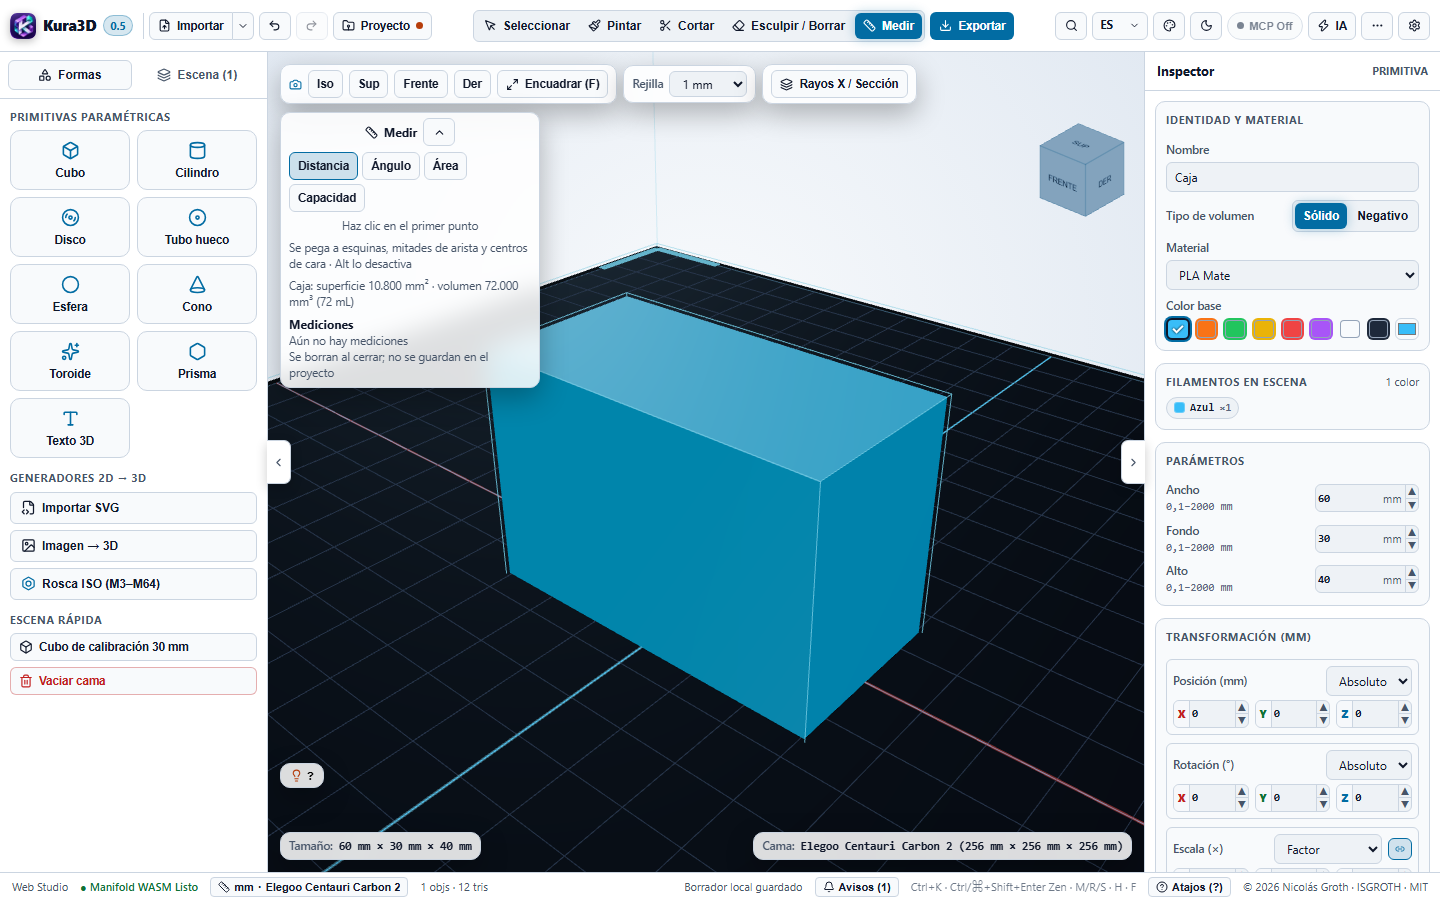 Kura3D 0.5 Importar Proyecto Seleccionar Pintar Cortar Esculpir / Borrar Medir Exportar ES MCP Off IA
Formas Escena (1)
PRIMITIVAS PARAMÉTRICAS
Cubo Cilindro
Disco Tubo hueco
Esfera Cono
Toroide Prisma
Texto 3D
GENERADORES 2D → 3D
Importar SVG
Imagen → 3D
Rosca ISO (M3–M64)
ESCENA RÁPIDA
Cubo de calibración 30 mm
Vaciar cama
Iso Sup Frente Der Encuadrar (F) Rejilla 1 mm Rayos X / Sección
Medir
Distancia Ángulo Área
Capacidad
Haz clic en el primer punto
Se pega a esquinas, mitades de arista y centros
de cara · Alt lo desactiva
Caja: superficie 10.800 mm² · volumen 72.000
mm³ (72 mL)
Mediciones
Aún no hay mediciones
Se borran al cerrar; no se guardan en el
proyecto
SUP
FRENTE DER
?
Tamaño: 60 mm × 30 mm × 40 mm
Cama: Elegoo Centauri Carbon 2 (256 mm × 256 mm × 256 mm)
Inspector PRIMITIVA
IDENTIDAD Y MATERIAL
Nombre
Caja
Tipo de volumen Sólido Negativo
Material
PLA Mate
Color base
FILAMENTOS EN ESCENA 1 color
Azul ×1
PARÁMETROS
Ancho
0,1–2000 mm
60 mm
Fondo
0,1–2000 mm
30 mm
Alto
0,1–2000 mm
40 mm
TRANSFORMACIÓN (MM)
Posición (mm) Absoluto
X 0 Y 0 Z 0
Rotación (°) Absoluto
X 0 Y 0 Z 0
Escala (×) Factor
Web Studio ● Manifold WASM Listo mm · Elegoo Centauri Carbon 2 1 objs · 12 tris Borrador local guardado Avisos (1) Ctrl+K · Ctrl/⌘+Shift+Enter Zen · M/R/S · H · F Atajos (?) © 2026 Nicolás Groth · ISGROTH · MIT